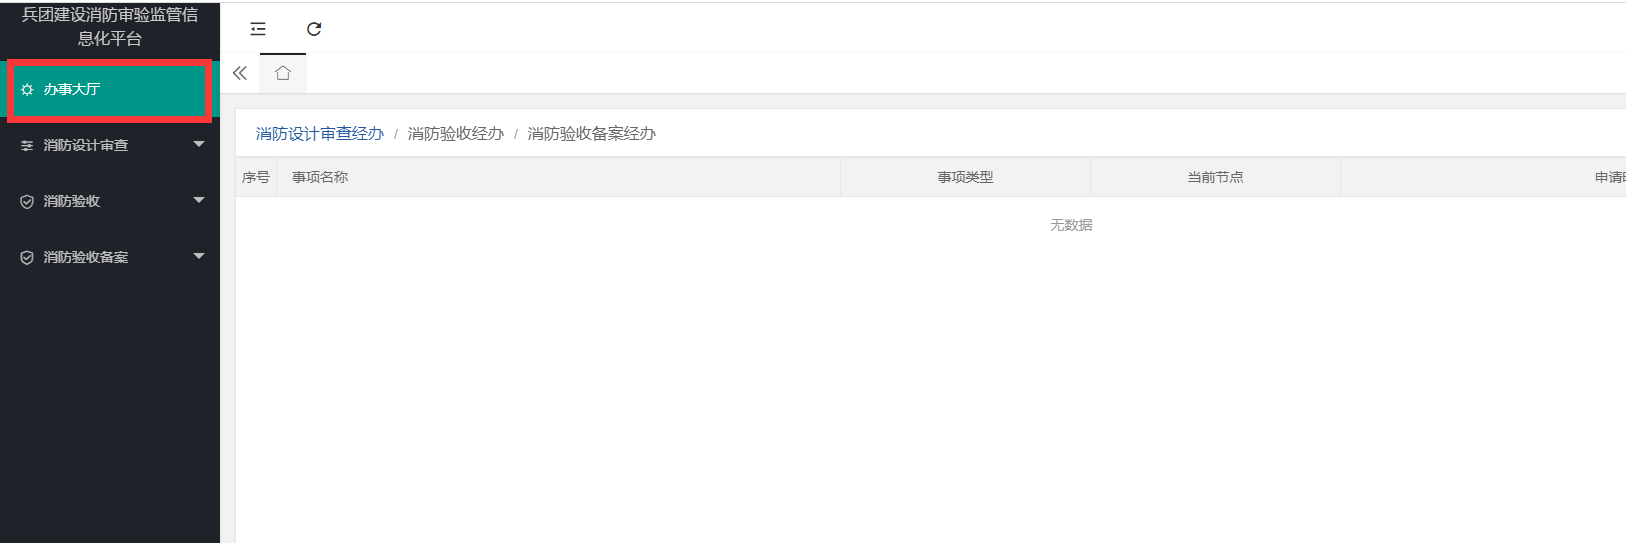 兵团建设消防审验监管信
息化平台
办事大厅
消防设计审查
消防验收
消防验收备案
消防设计审查经办 / 消防验收经办 / 消防验收备案经办
序号 事项名称 事项类型 当前节点 申请
无数据